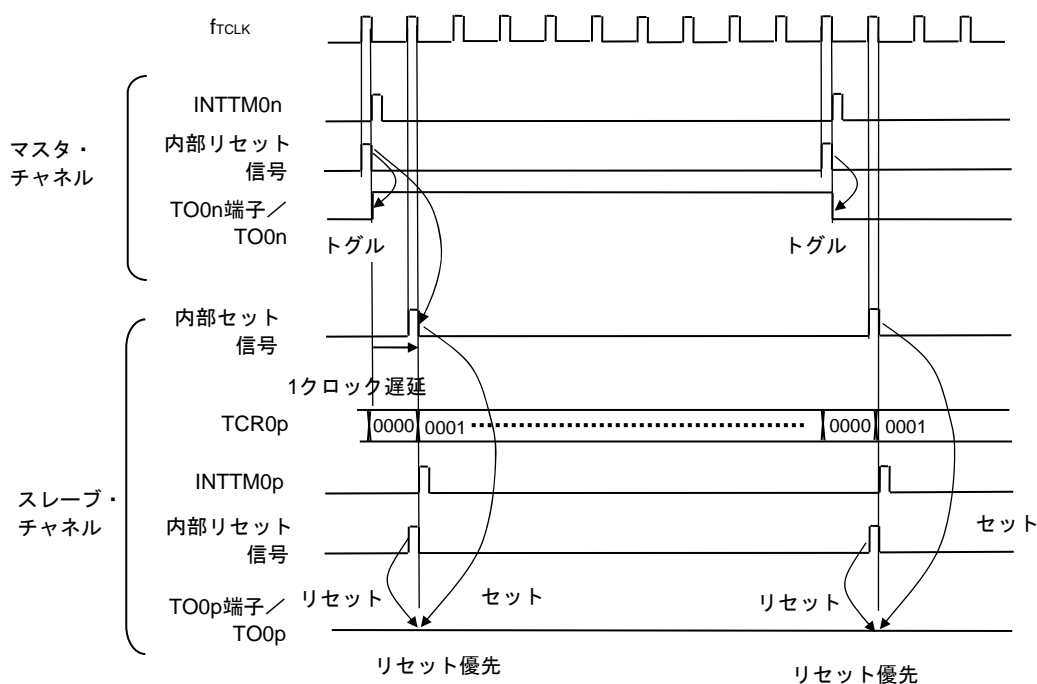 fTCLK
マスタ・
チャネル
INTTM0n
内部リセット
信号
TO0n端子／
TO0n
トグル
トグル
スレーブ・
チャネル
内部セット
信号
1クロック遅延
TCR0p
0000
0001
0000
0001
INTTM0p
内部リセット
信号
セット
TO0p端子／
TO0p
リセット
セット
リセット
リセット優先
リセット優先